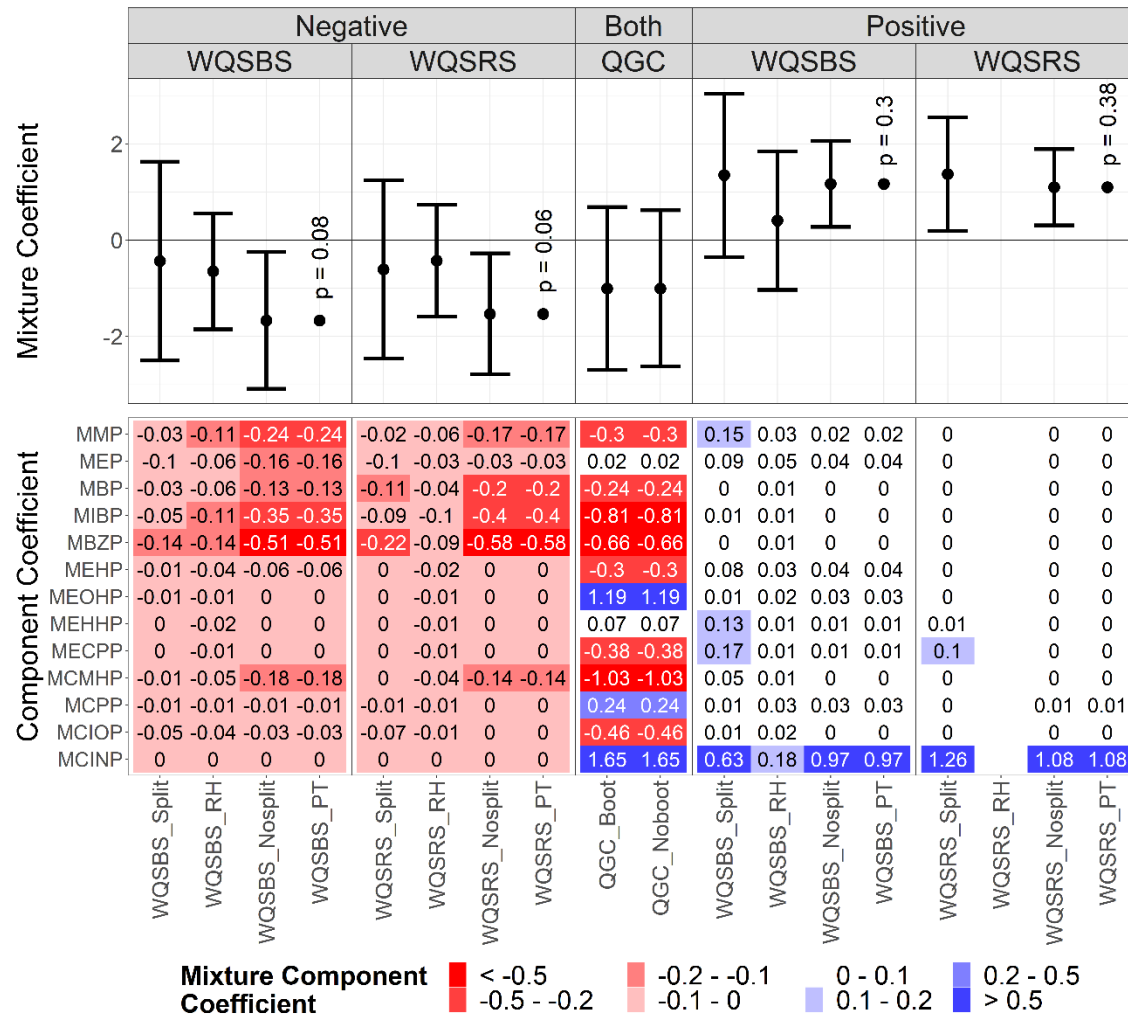 Negative Both Positive
WQSBS WQSRS QGC WQSBS WQSRS
Mixture Coefficient
2
0
-2
p = 0.08
p = 0.06
p = 0.3
p = 0.38
Component Coefficient
MMP -0.03 -0.11 -0.24 -0.24 -0.02 -0.06 -0.17 -0.17 -0.3 -0.3 0.15 0.03 0.02 0.02 0 0 0
MEP -0.1 -0.06 -0.16 -0.16 -0.1 -0.03 -0.03 -0.03 0.02 0.02 0.09 0.05 0.04 0.04 0 0 0
MBP -0.03 -0.06 -0.13 -0.13 -0.11 -0.04 -0.2 -0.2 -0.24 -0.24 0 0.01 0 0 0 0 0
MIBP -0.05 -0.11 -0.35 -0.35 -0.09 -0.1 -0.4 -0.4 -0.81 -0.81 0.01 0.01 0 0 0 0 0
MBZP -0.14 -0.14 -0.51 -0.51 -0.22 -0.09 -0.58 -0.58 -0.66 -0.66 0 0.01 0 0 0 0 0
MEHP -0.01 -0.04 -0.06 -0.06 0 -0.02 0 0 -0.3 -0.3 0.08 0.03 0.04 0.04 0 0 0
MEOHP -0.01 -0.01 0 0 0 -0.01 0 0 1.19 1.19 0.01 0.02 0.03 0.03 0 0 0
MEHHP 0 -0.02 0 0 0 -0.01 0 0 0.07 0.07 0.13 0.01 0.01 0.01 0.01 0 0
MECPP 0 -0.01 0 0 0 -0.01 0 0 -0.38 -0.38 0.17 0.01 0.01 0.01 0.1 0 0
MCMHP -0.01 -0.05 -0.18 -0.18 0 -0.04 -0.14 -0.14 -1.03 -1.03 0.05 0.01 0 0 0 0 0
MCPP -0.01 -0.01 -0.01 -0.01 -0.01 -0.01 0 0 0.24 0.24 0.01 0.03 0.03 0.03 0 0.01 0.01
MCIOP -0.05 -0.04 -0.03 -0.03 -0.07 -0.01 0 0 -0.46 -0.46 0.01 0.02 0 0 0 0 0
MCINP 0 0 0 0 0 0 0 0 1.65 1.65 0.63 0.18 0.97 0.97 1.26 1.08 1.08
WQSBS_Split
WQSBS_RH
WQSBS_Nosplit
WQSBS_PT
WQSRS_Split
WQSRS_RH
WQSRS_Nosplit
WQSRS_PT
QGC_Boot
QGC_Noboot
WQSBS_Split
WQSBS_RH
WQSBS_Nosplit
WQSBS_PT
WQSRS_Split
WQSRS_RH
WQSRS_Nosplit
WQSRS_PT
Mixture Component < -0.5 -0.2 - -0.1 0 - 0.1 0.2 - 0.5
Coefficient -0.5 - -0.2 -0.1 - 0 0.1 - 0.2 > 0.5